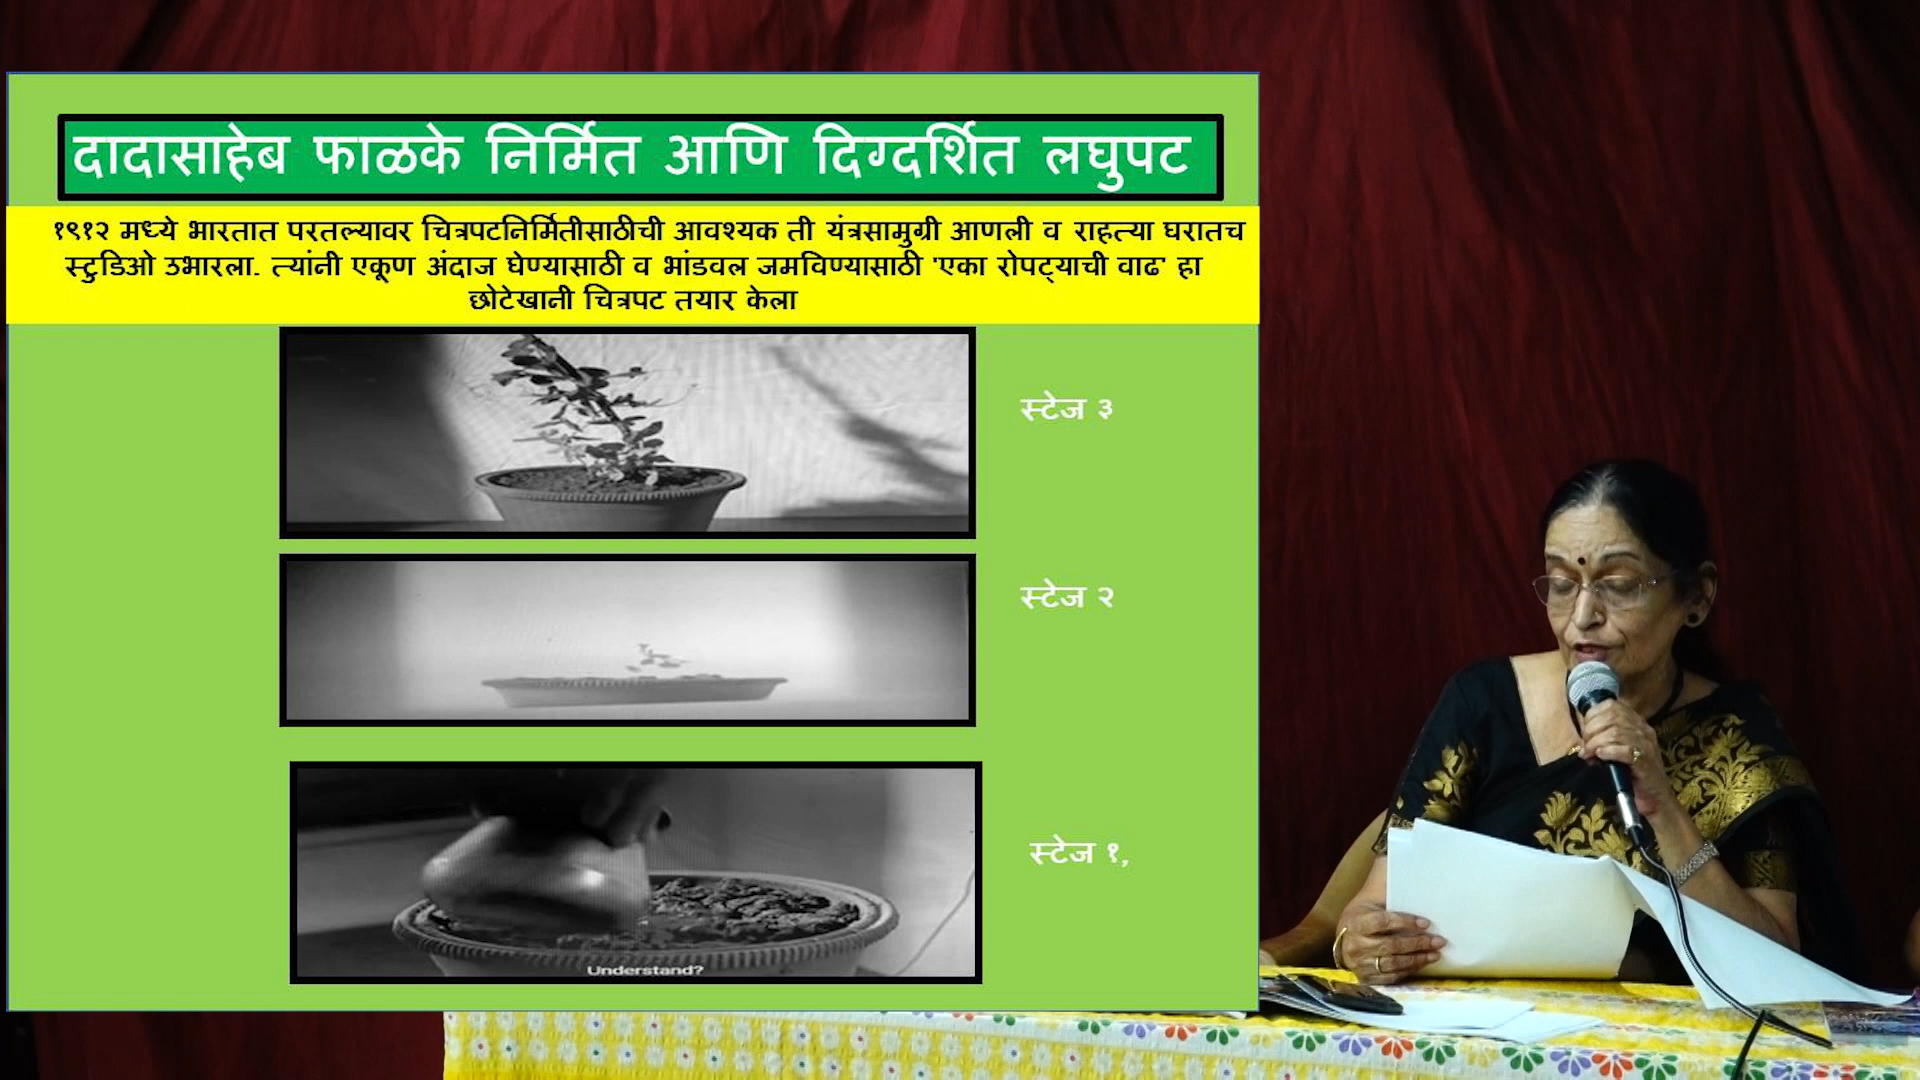 दादासाहेब फाळके निर्मित आणि दिग्दर्शित लघुपट
१९१२ मध्ये भारतात परतल्यावर चित्रपटनिर्मितीसाठीची आवश्यक ती यंत्रसामुग्री आणली व राहत्या घरातच
स्टुडिओ उभारला. त्यांनी एकूण अंदाज घेण्यासाठी व भांडवल जमविण्यासाठी 'एका रोपट्याची वाढ' हा
छोटेखानी चित्रपट तयार केला
स्टेज ३
स्टेज २
स्टेज १,
Understand?